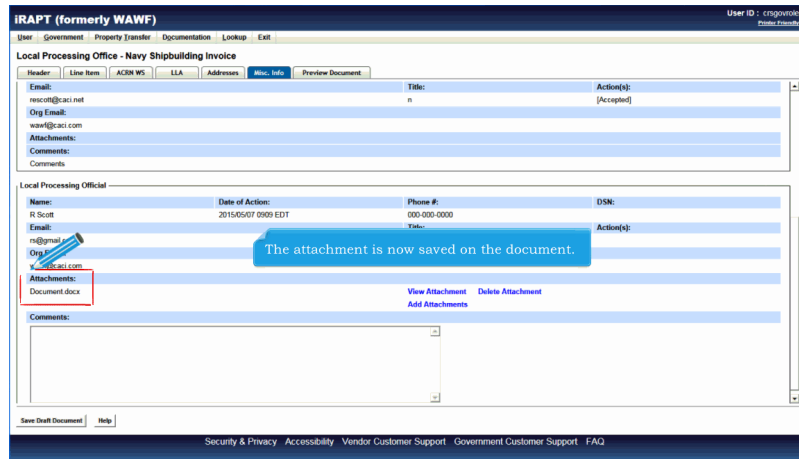 iRAPT (formerly WAWF)
User ID : crsgovrole
Printer Friendly
User Government Property Transfer Documentation Lookup Exit
Local Processing Office - Navy Shipbuilding Invoice
Header Line Item ACRN WS LLA Addresses Misc. Info Preview Document
Email: Title: Action(s):
rescott@caci.net n [Accepted]
Org Email:
wawf@caci.com
Attachments:
Comments:
Comments
Local Processing Official
Name: Date of Action: Phone #: DSN:
R Scott 2015/05/07 0909 EDT 000-000-0000
Email: Title: Action(s):
rs@gmail.c
The attachment is now saved on the document.
Org
@caci.com
Attachments:
Document.docx View Attachment Delete Attachment
Add Attachments
Comments:
Save Draft Document Help
Security & Privacy Accessibility Vendor Customer Support Government Customer Support FAQ